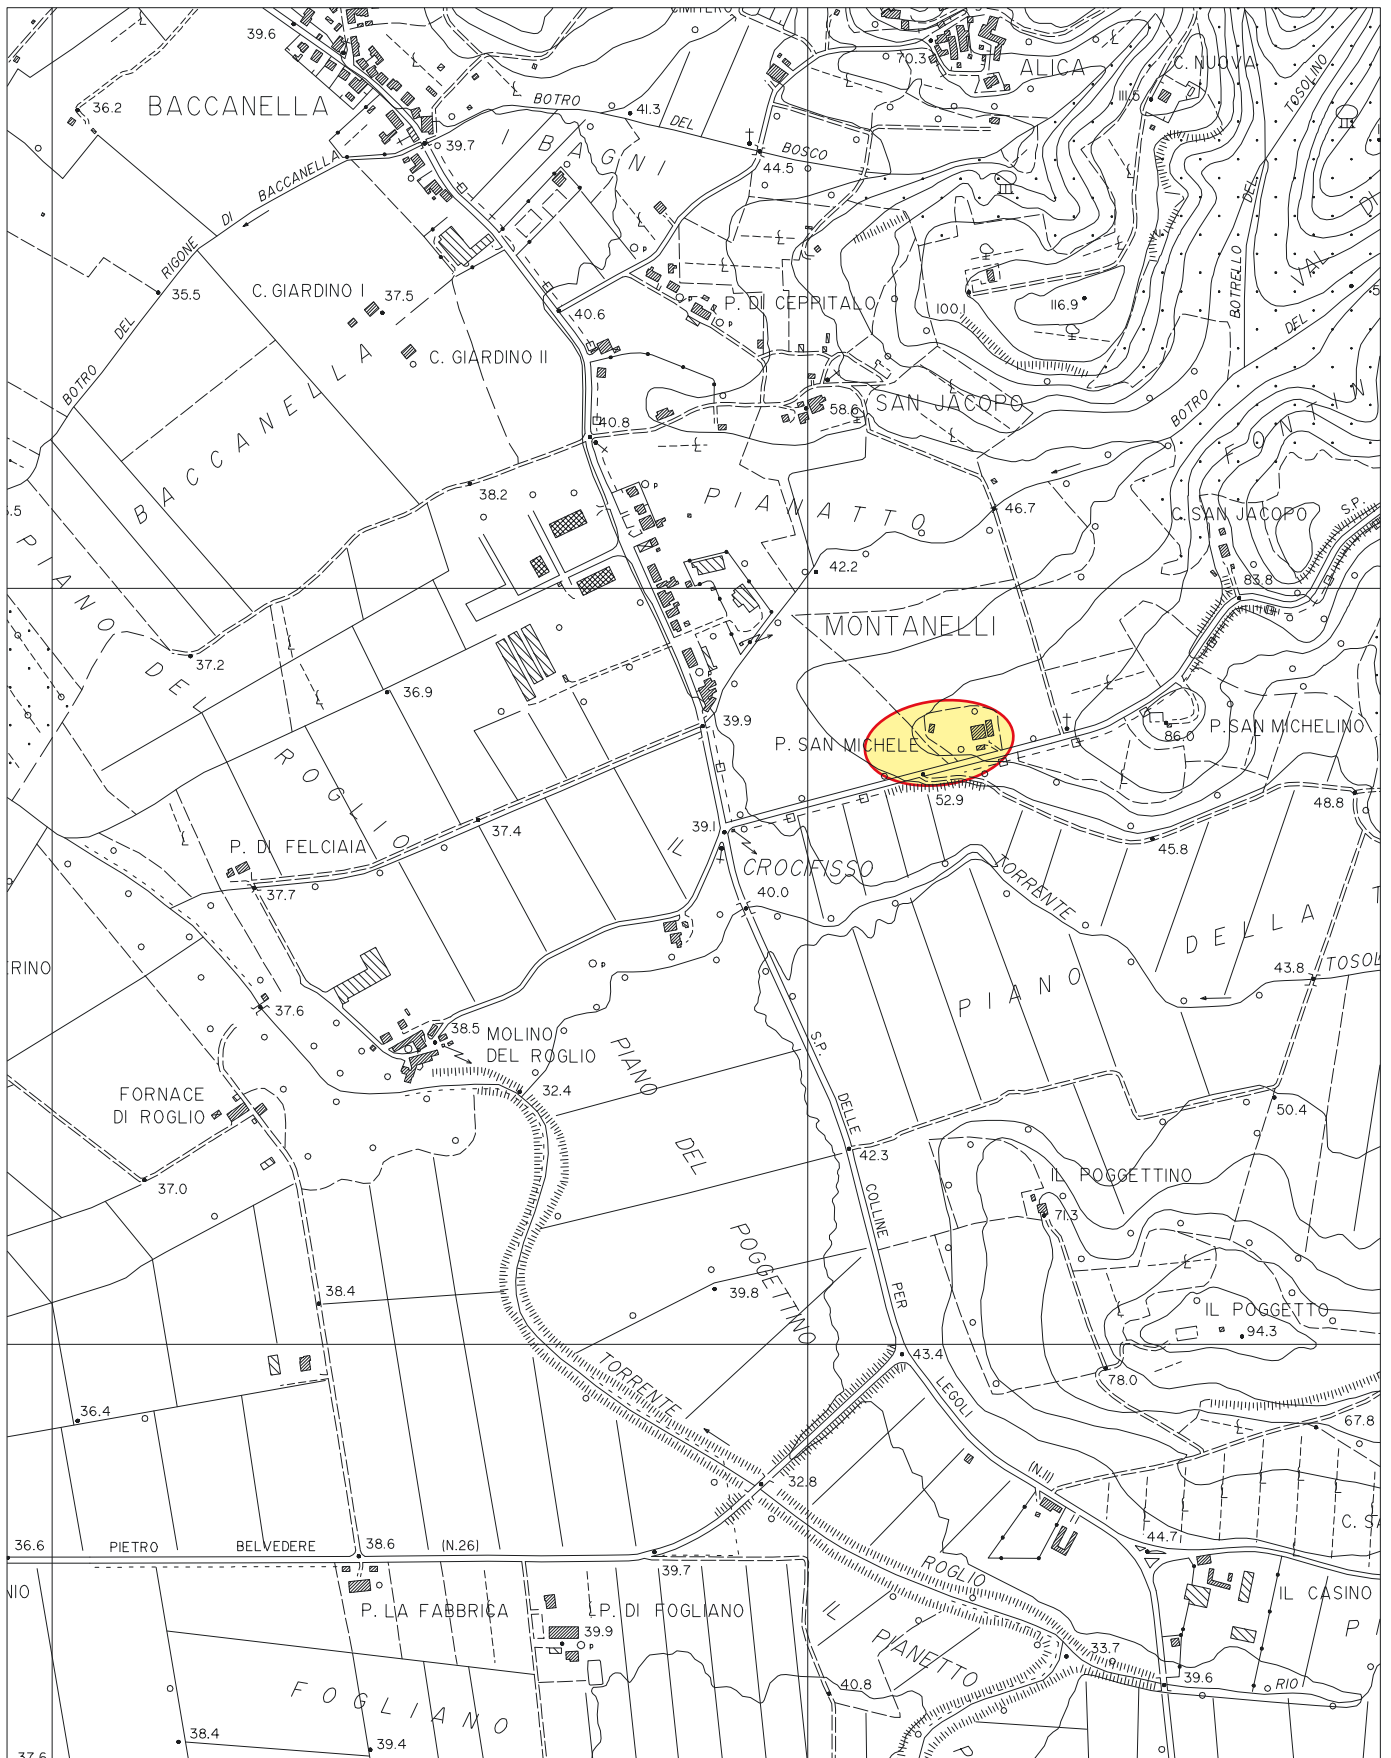 CIMITERO
39.6
70.3
ALICA
C. NUOVA
TOSOLINO
36.2
BACCANELLA
BOTRO
41.3
DEL
111.5
39.7
BAGNI
BOSCO
44.5
BACCANELLA
DI
RIGONE
DEL
BOTRO
35.5
C. GIARDINO I
37.5
40.6
P. DI CEPPITALO
100.1
116.9
BOTRELLO
DEL
VAL
DI
DEL
C. GIARDINO II
BACCANELLA
58.6
SAN JACOPO
BOTRO
FONTIN
40.8
38.2
PIANATTO
46.7
C. SAN JACOPO
S.P.
PIANO
42.2
83.8
MONTANELLI
37.2
DEL
36.9
39.9
P. SAN MICHELE
86.0
P. SAN MICHELINO
ROGLIO
52.9
48.8
37.4
39.1
45.8
P. DI FELCIAIA
IL
CROCIFISSO
37.7
40.0
TORRENTE
DELLA
PIANO
43.8
TOSOL
ERINO
37.6
38.5
MOLINO
DEL ROGLIO
S.P.
PIANO
FORNACE
DI ROGLIO
32.4
DELLE
50.4
DEL
42.3
37.0
COLLINE
IL POGGETTINO
71.3
POGGETTINO
38.4
39.8
PER
IL POGGETTO
94.3
43.4
78.0
TORRENTE
LEGOLI
36.4
67.8
32.8
(N.11)
C. SA
36.6
PIETRO
BELVEDERE
38.6
(N.26)
44.7
39.7
ROGLIO
NIO
P. LA FABBRICA
P. DI FOGLIANO
IL
IL CASINO
39.9
PIANETTO
33.7
FOGLIANO
40.8
39.6
RIO
38.4
39.4
37.6